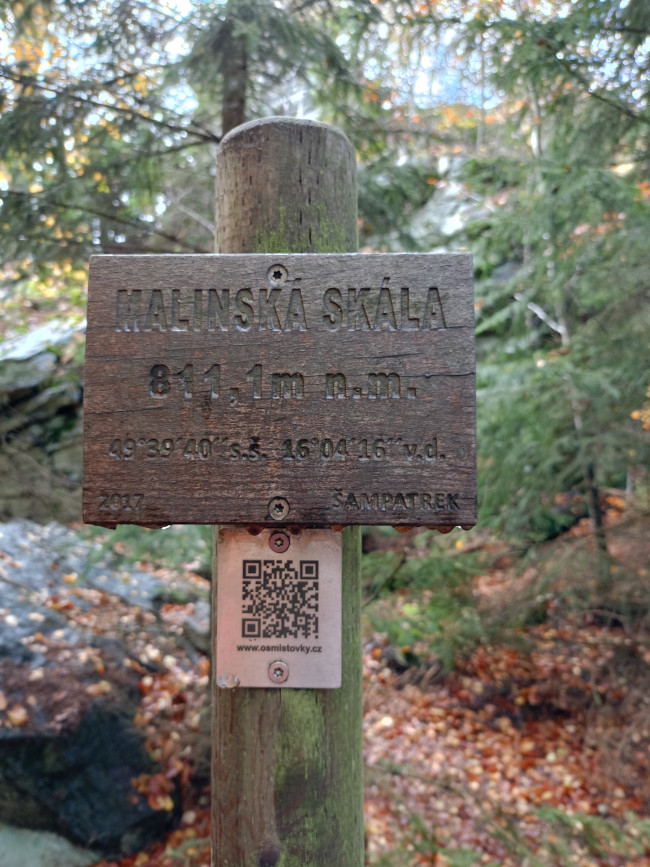 MALINSKÁ SKÁLA
811,1m n.m.
49°39´40´´s.š. 16°04´16´´v.d.
2017 ŠAMPATREK
www.osmistovky.cz